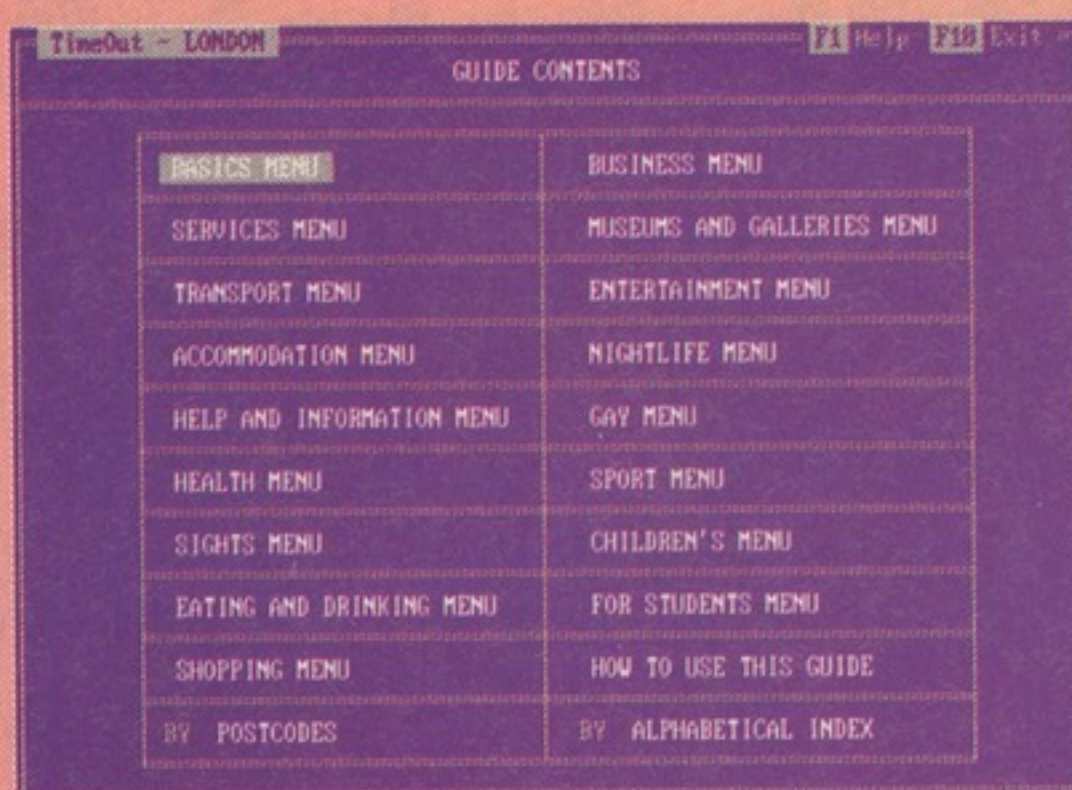 TimeOut - LONDON F1 Help F10 Exit
GUIDE CONTENTS
BASICS MENU BUSINESS MENU
SERVICES MENU MUSEUMS AND GALLERIES MENU
TRANSPORT MENU ENTERTAINMENT MENU
ACCOMMODATION MENU NIGHTLIFE MENU
HELP AND INFORMATION MENU GAY MENU
HEALTH MENU SPORT MENU
SIGHTS MENU CHILDREN'S MENU
EATING AND DRINKING MENU FOR STUDENTS MENU
SHOPPING MENU HOW TO USE THIS GUIDE
BY POSTCODES BY ALPHABETICAL INDEX